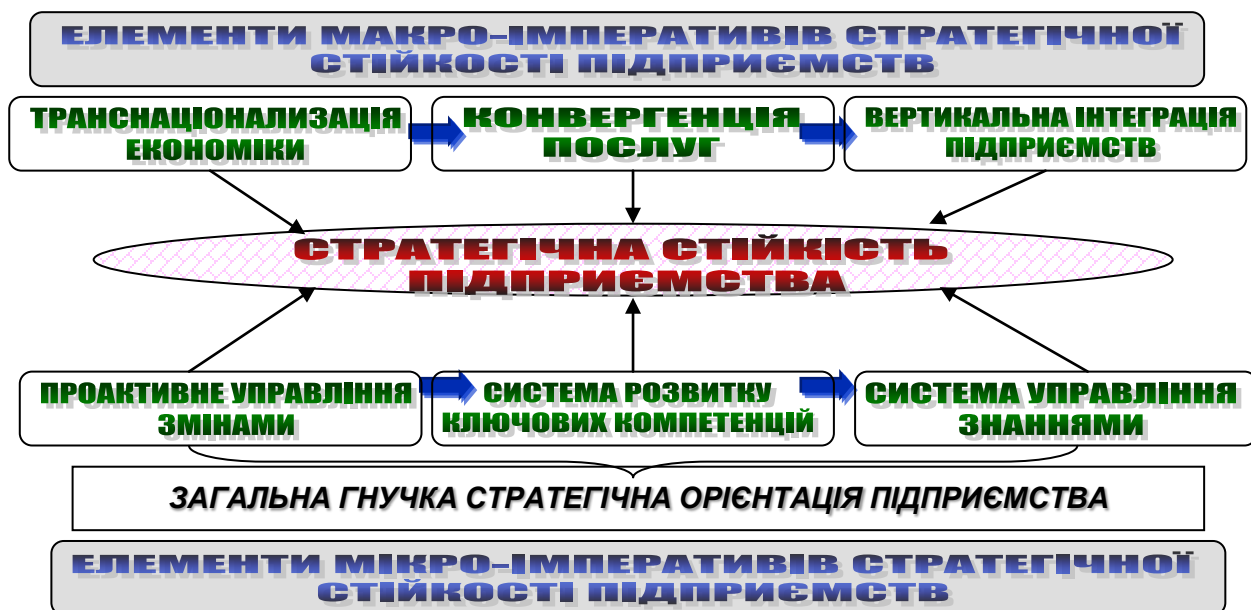 ЕЛЕМЕНТИ МАКРО-ІМПЕРАТИВІВ СТРАТЕГІЧНОЇ
СТІЙКОСТІ ПІДПРИЄМСТВ
ТРАНСНАЦІОНАЛИЗАЦІЯ
ЕКОНОМІКИ
КОНВЕРГЕНЦІЯ
ПОСЛУГ
ВЕРТИКАЛЬНА ІНТЕГРАЦІЯ
ПІДПРИЄМСТВ
СТРАТЕГІЧНА СТІЙКІСТЬ
ПІДПРИЄМСТВА
ПРОАКТИВНЕ УПРАВЛІННЯ
ЗМІНАМИ
СИСТЕМА РОЗВИТКУ
КЛЮЧОВИХ КОМПЕТЕНЦІЙ
СИСТЕМА УПРАВЛІННЯ
ЗНАННЯМИ
ЗАГАЛЬНА ГНУЧКА СТРАТЕГІЧНА ОРІЄНТАЦІЯ ПІДПРИЄМСТВА
ЕЛЕМЕНТИ МІКРО-ІМПЕРАТИВІВ СТРАТЕГІЧНОЇ
СТІЙКОСТІ ПІДПРИЄМСТВ